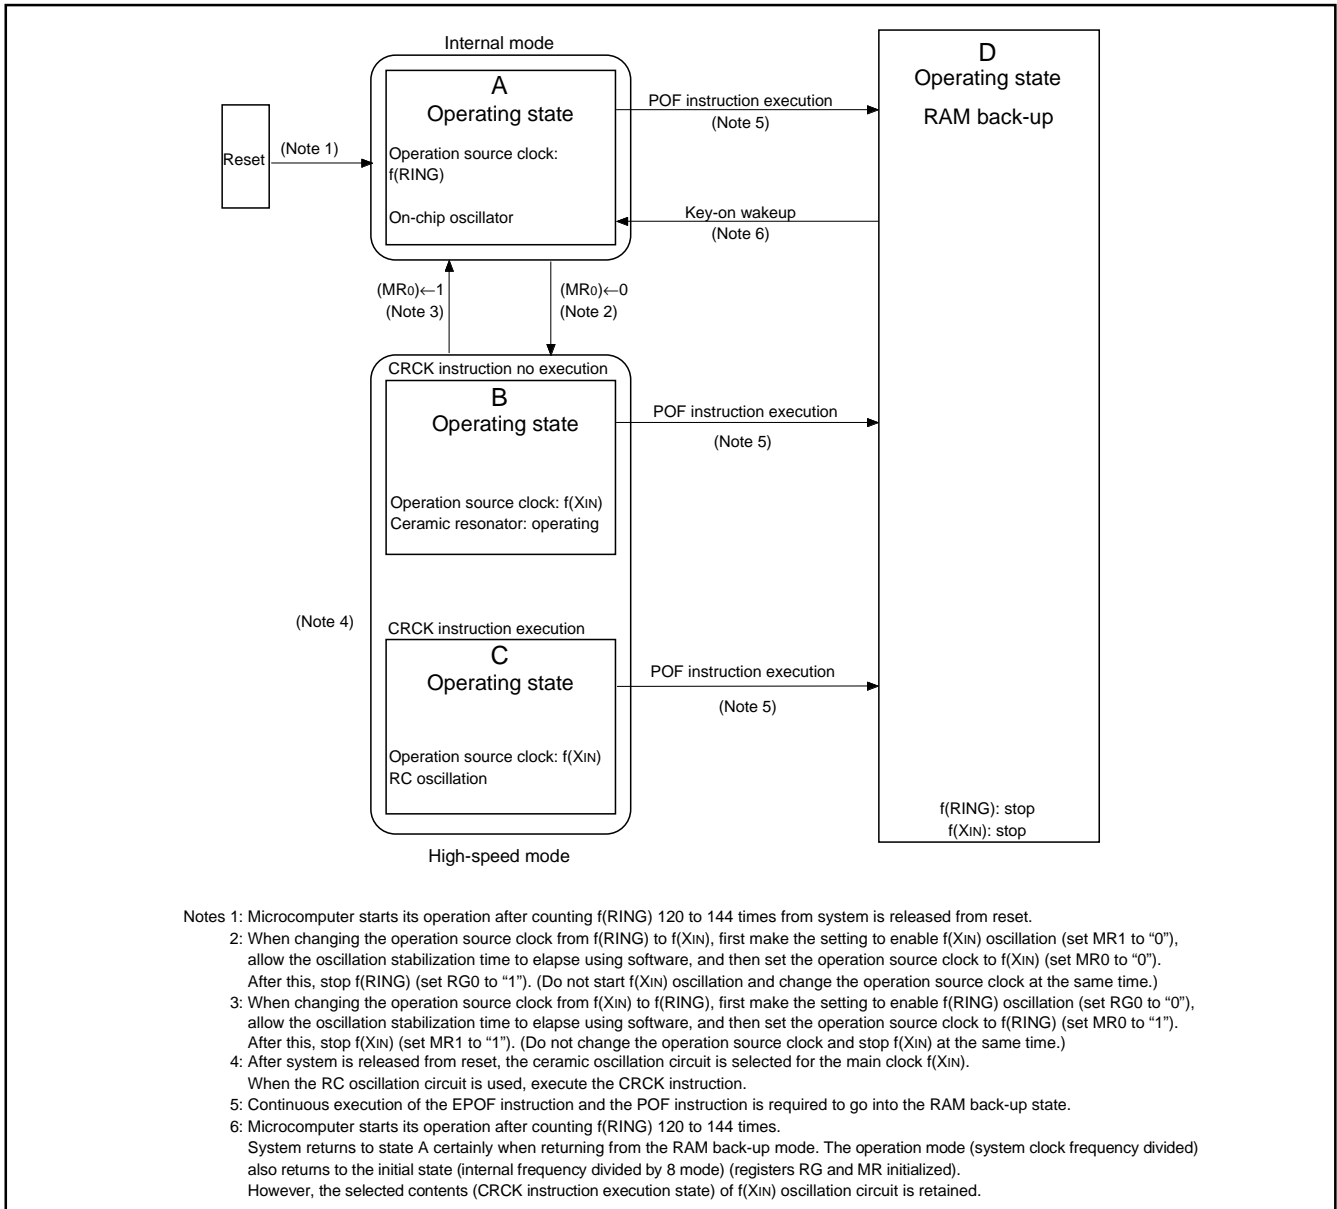 Internal mode
A
Operating state
Operation source clock:
f(RING)
On-chip oscillator
Reset
(Note 1)
POF instruction execution
(Note 5)
Key-on wakeup
(Note 6)
D
Operating state
RAM back-up
(MR0)←1
(Note 3)
(MR0)←0
(Note 2)
CRCK instruction no execution
B
Operating state
Operation source clock: f(XIN)
Ceramic resonator: operating
POF instruction execution
(Note 5)
(Note 4)
CRCK instruction execution
C
Operating state
Operation source clock: f(XIN)
RC oscillation
POF instruction execution
(Note 5)
f(RING): stop
f(XIN): stop
High-speed mode
Notes 1: Microcomputer starts its operation after counting f(RING) 120 to 144 times from system is released from reset.
2: When changing the operation source clock from f(RING) to f(XIN), first make the setting to enable f(XIN) oscillation (set MR1 to “0”),
allow the oscillation stabilization time to elapse using software, and then set the operation source clock to f(XIN) (set MR0 to “0”).
After this, stop f(RING) (set RG0 to “1”). (Do not start f(XIN) oscillation and change the operation source clock at the same time.)
3: When changing the operation source clock from f(XIN) to f(RING), first make the setting to enable f(RING) oscillation (set RG0 to “0”),
allow the oscillation stabilization time to elapse using software, and then set the operation source clock to f(RING) (set MR0 to “1”).
After this, stop f(XIN) (set MR1 to “1”). (Do not change the operation source clock and stop f(XIN) at the same time.)
4: After system is released from reset, the ceramic oscillation circuit is selected for the main clock f(XIN).
When the RC oscillation circuit is used, execute the CRCK instruction.
5: Continuous execution of the EPOF instruction and the POF instruction is required to go into the RAM back-up state.
6: Microcomputer starts its operation after counting f(RING) 120 to 144 times.
System returns to state A certainly when returning from the RAM back-up mode. The operation mode (system clock frequency divided)
also returns to the initial state (internal frequency divided by 8 mode) (registers RG and MR initialized).
However, the selected contents (CRCK instruction execution state) of f(XIN) oscillation circuit is retained.